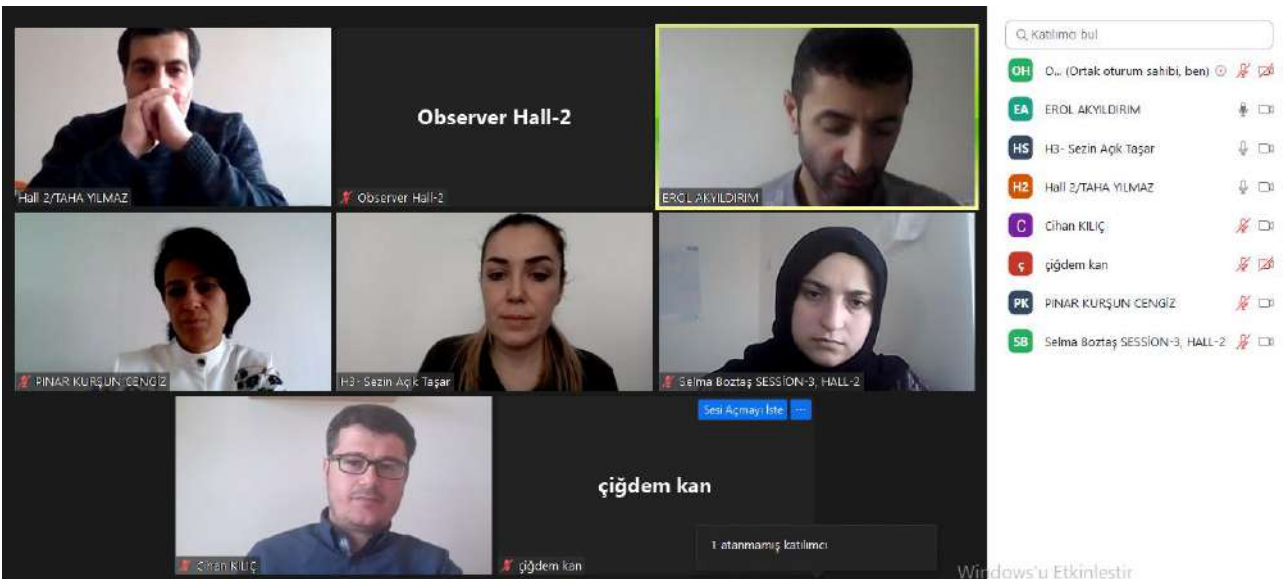 Hall 2/TAHA YILMAZ
Observer Hall-2
Observer Hall-2
EROL AKYILDIRIM
PINAR KURŞUN CENGİZ
H3- Sezin Açık Taşar
Selma Boztaş SESSİON-3, HALL-2
Cihan KILIÇ
Sesi Açmayı İste ...
çiğdem kan
çiğdem kan
1 atanmamış katılımcı
Katılımcı bul
OH O... (Ortak oturum sahibi, ben)
EA EROL AKYILDIRIM
HS H3- Sezin Açık Taşar
H2 Hall 2/TAHA YILMAZ
C Cihan KILIÇ
ç çiğdem kan
PK PINAR KURŞUN CENGİZ
SB Selma Boztaş SESSİON-3, HALL-2
Windows'u Etkinleştir